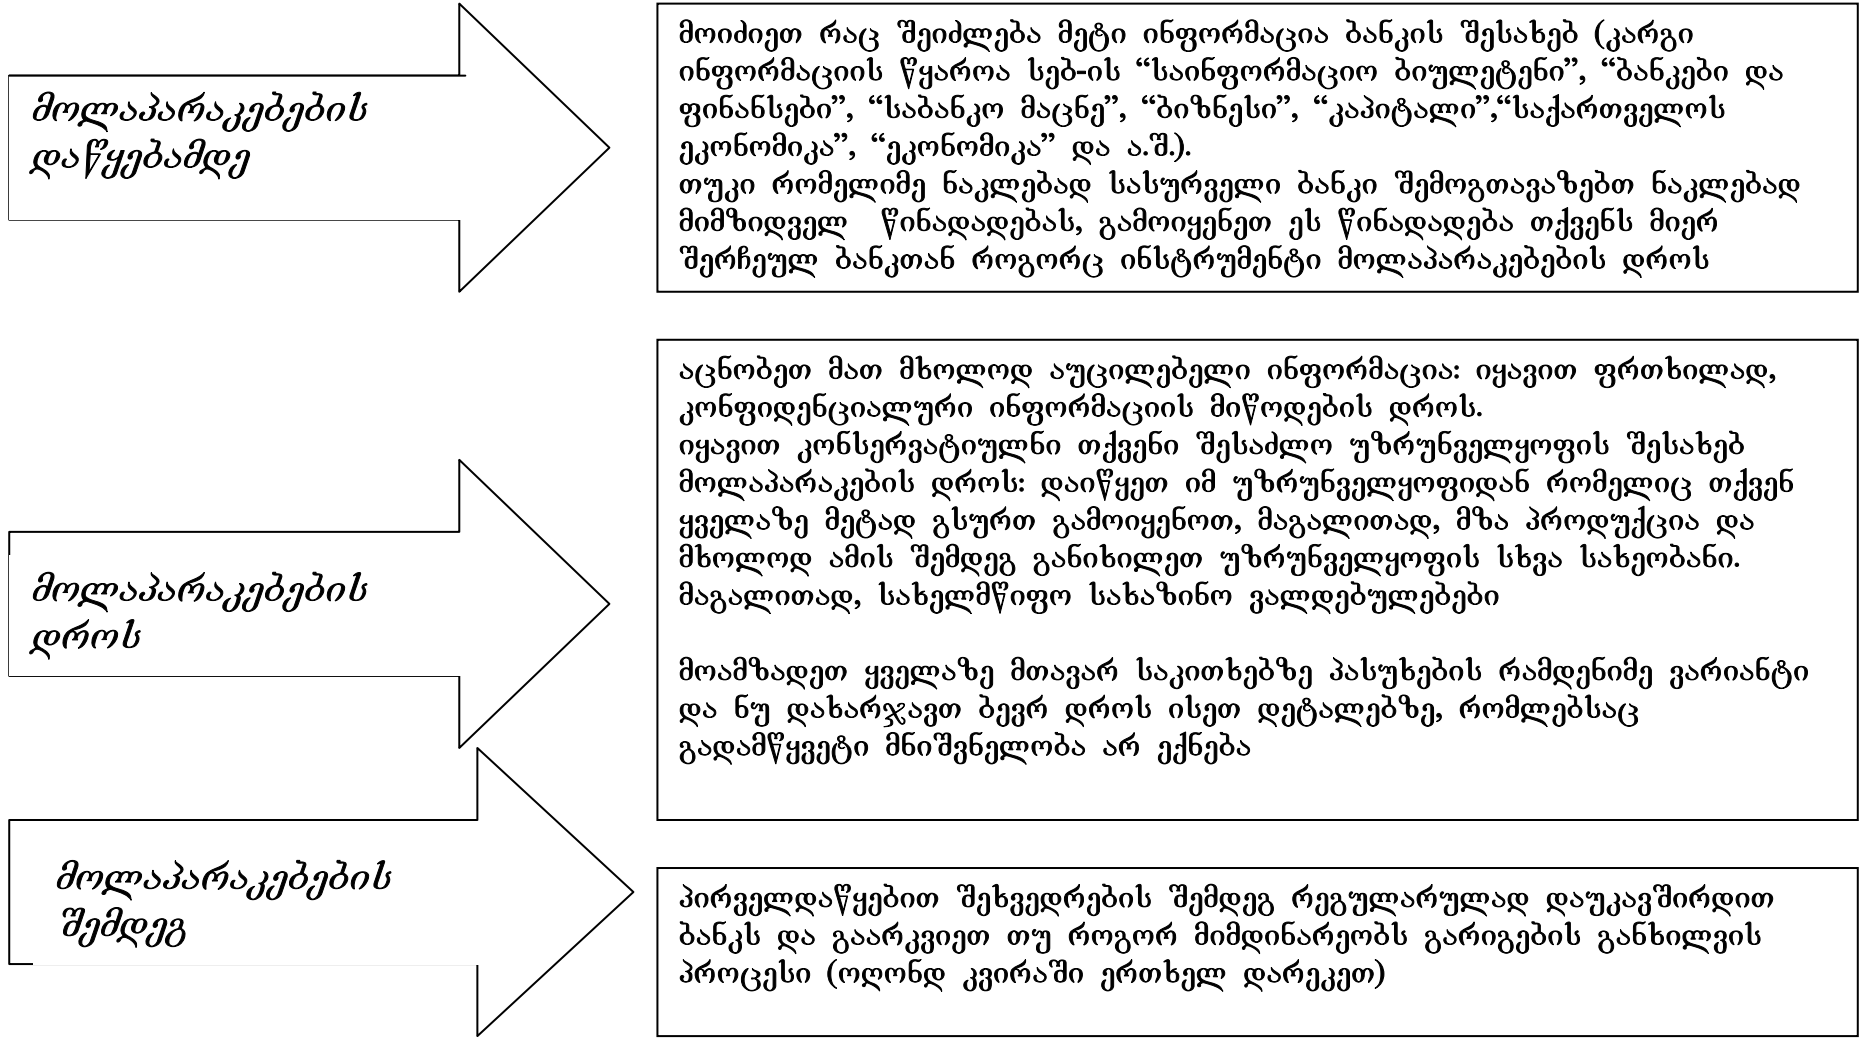 მოლაპარაკებების
დაწყებამდე
მოიძიეთ რაც შეიძლება მეტი ინფორმაცია ბანკის შესახებ (კარგი
ინფორმაციის წყაროა სებ-ის “საინფორმაციო ბიულეტენი”, “ბანკები და
ფინანსები”, “საბანკო მაცნე”, “ბიზნესი”, “კაპიტალი”,“საქართველოს
ეკონომიკა”, “ეკონომიკა” და ა.შ.).
თუკი რომელიმე ნაკლებად სასურველი ბანკი შემოგთავაზებთ ნაკლებად
მიმზიდველ წინადადებას, გამოიყენეთ ეს წინადადება თქვენს მიერ
შერჩეულ ბანკთან როგორც ინსტრუმენტი მოლაპარაკებების დროს
მოლაპარაკებების
დროს
აცნობეთ მათ მხოლოდ აუცილებელი ინფორმაცია: იყავით ფრთხილად,
კონფიდენციალური ინფორმაციის მიწოდების დროს.
იყავით კონსერვატიულნი თქვენი შესაძლო უზრუნველყოფის შესახებ
მოლაპარაკების დროს: დაიწყეთ იმ უზრუნველყოფიდან რომელიც თქვენ
ყველაზე მეტად გსურთ გამოიყენოთ, მაგალითად, მზა პროდუქცია და
მხოლოდ ამის შემდეგ განიხილეთ უზრუნველყოფის სხვა სახეობანი.
მაგალითად, სახელმწიფო სახაზინო ვალდებულებები
მოამზადეთ ყველაზე მთავარ საკითხებზე პასუხების რამდენიმე ვარიანტი
და ნუ დახარჯავთ ბევრ დროს ისეთ დეტალებზე, რომლებსაც
გადამწყვეტი მნიშვნელობა არ ექნება
მოლაპარაკებების
შემდეგ
პირველდაწყებით შეხვედრების შემდეგ რეგულარულად დაუკავშირდით
ბანკს და გაარკვიეთ თუ როგორ მიმდინარეობს გარიგების განხილვის
პროცესი (ოღონდ კვირაში ერთხელ დარეკეთ)